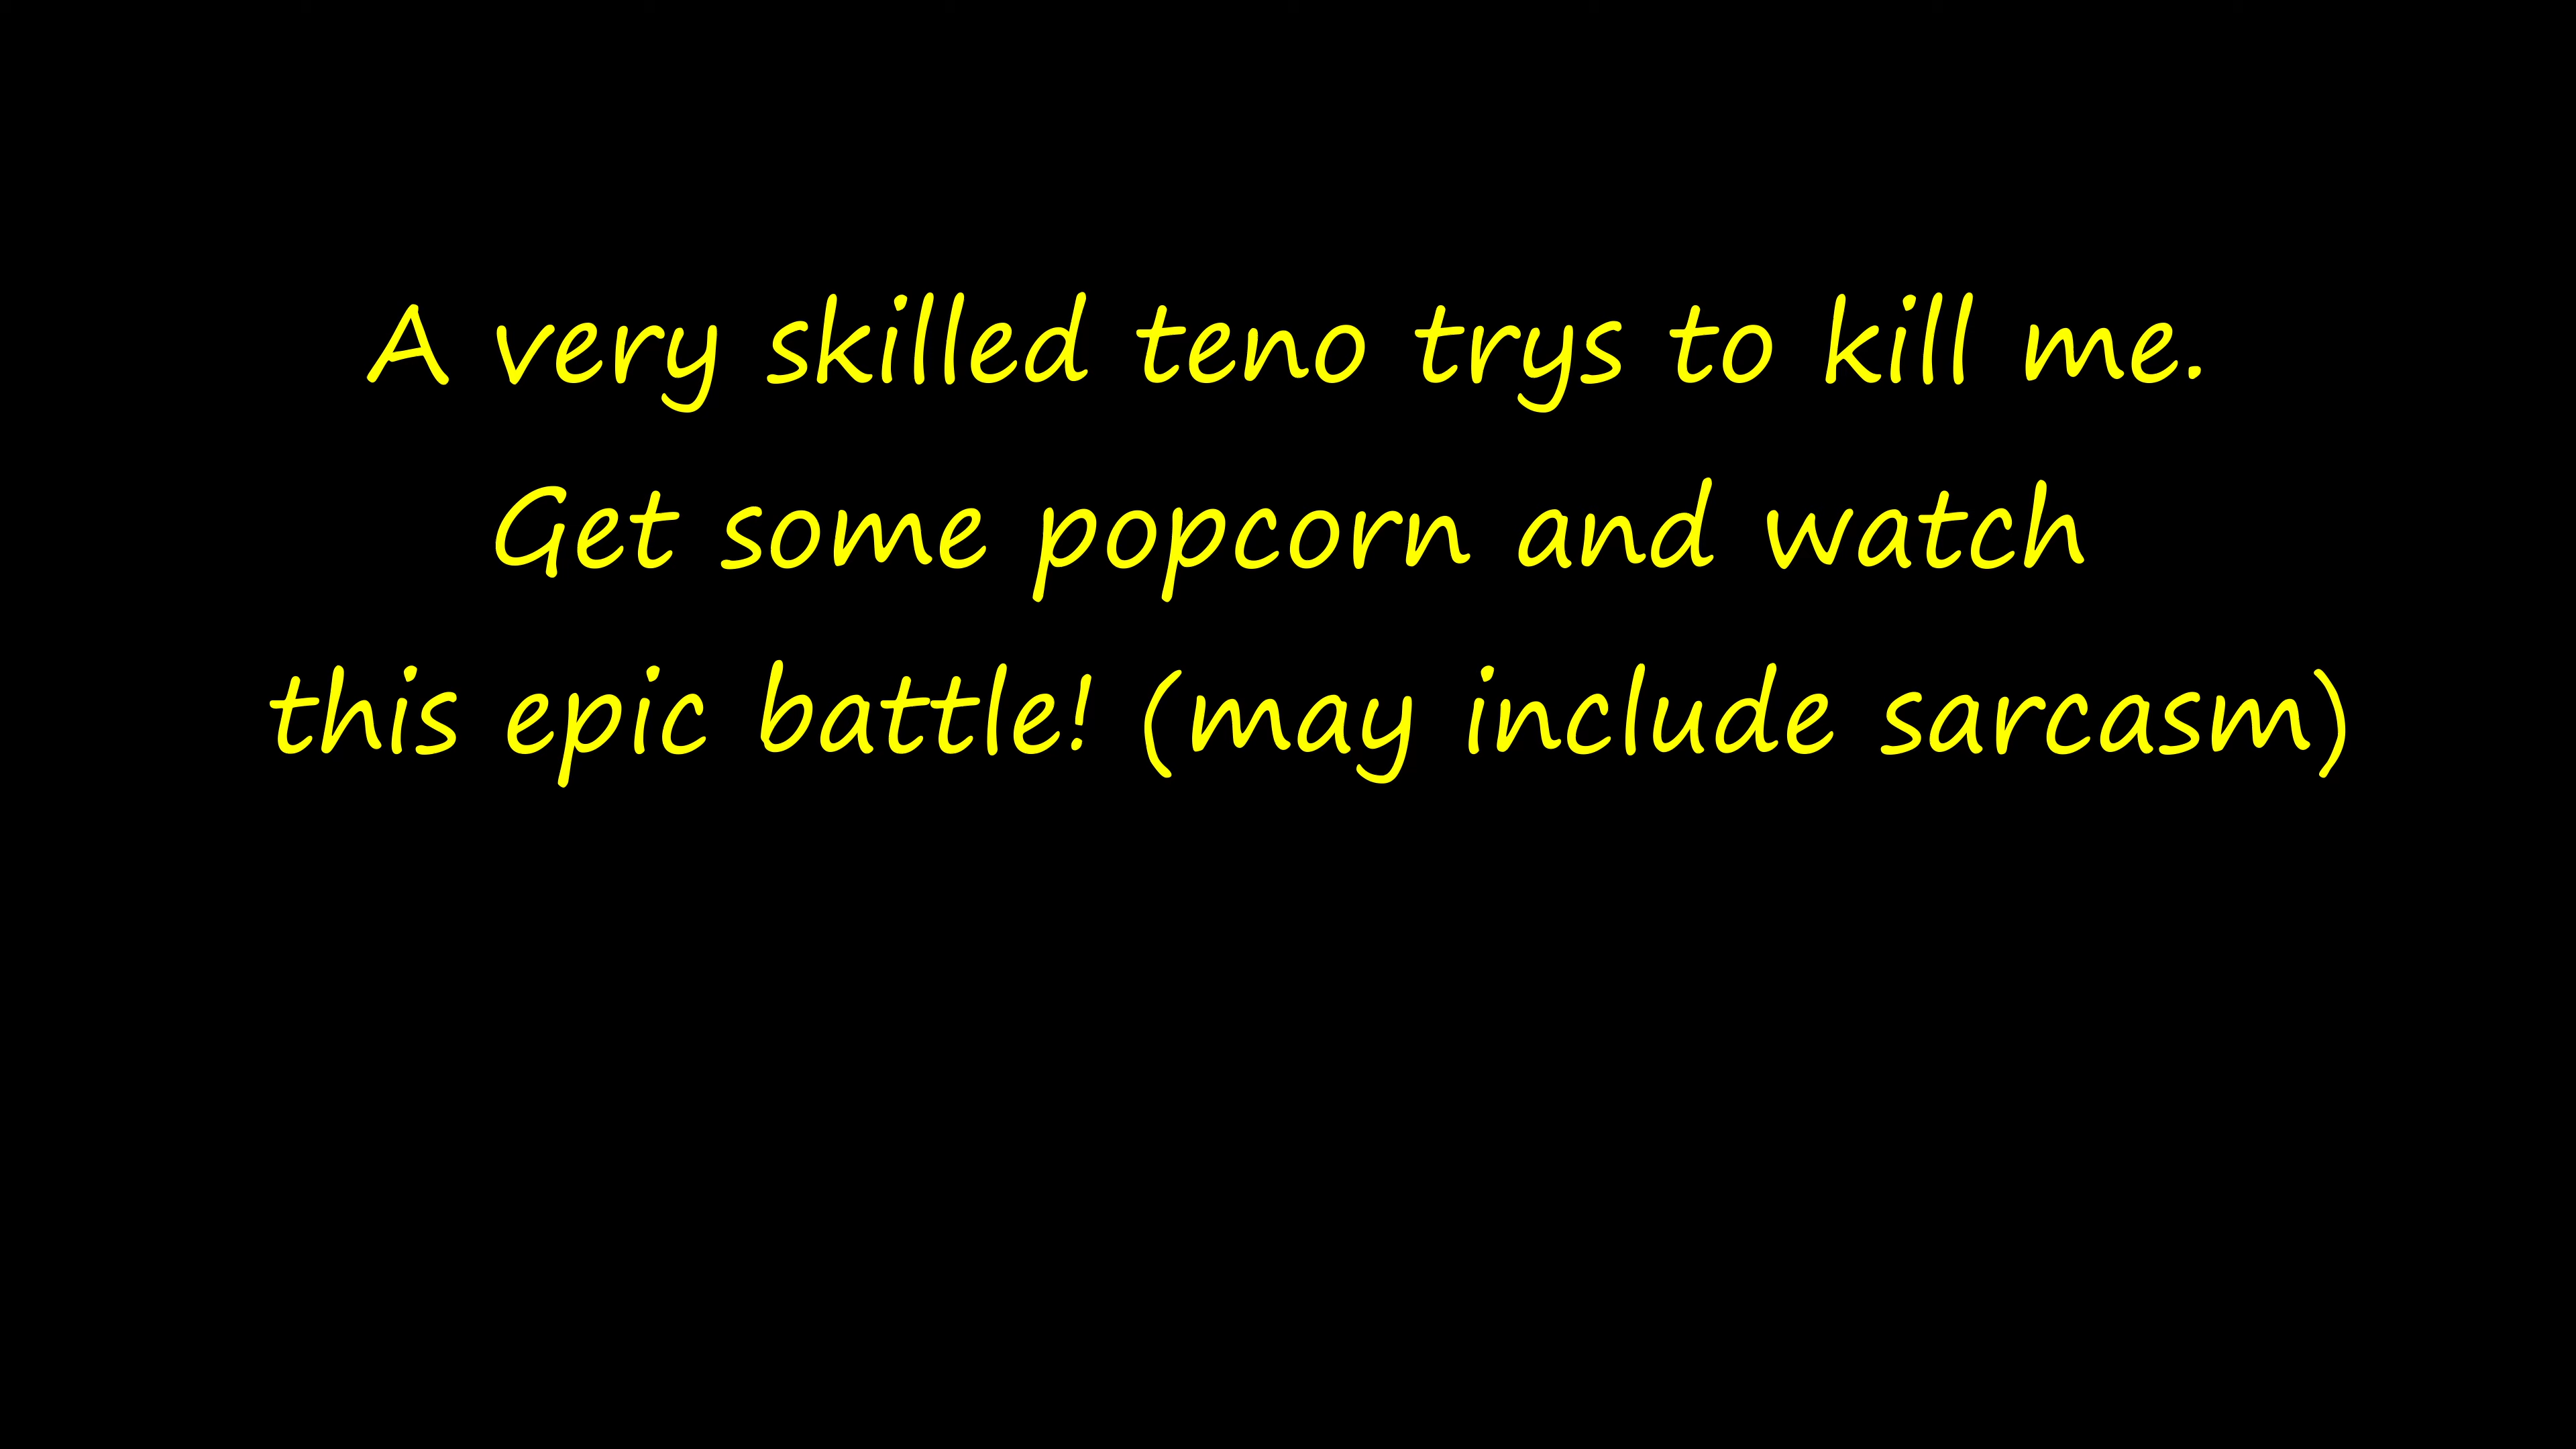 A very skilled teno trys to kill me.
Get some popcorn and watch
this epic battle! (may include sarcasm)